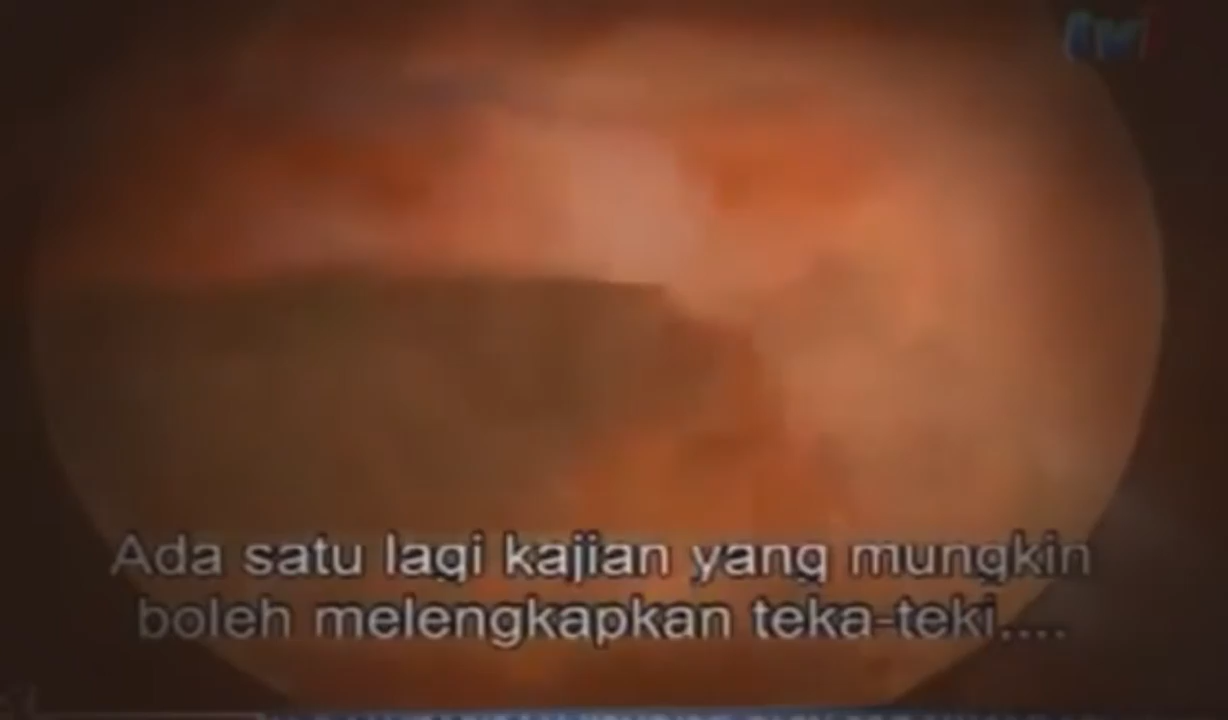 Ada satu lagi kajian yang mungkin
boleh melengkapkan teka-teki....